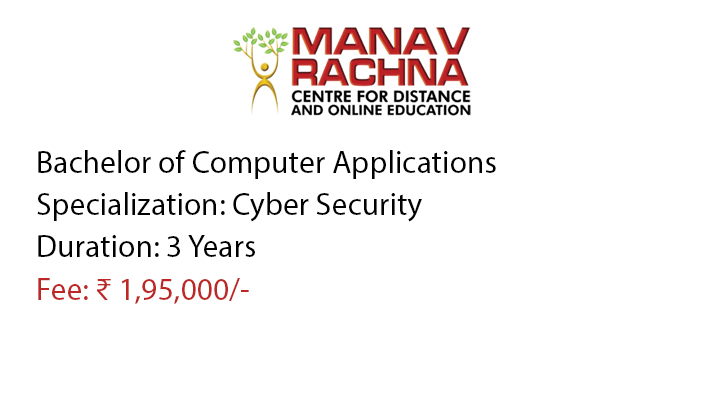 MANAV
RACHNA
CENTRE FOR DISTANCE
AND ONLINE EDUCATION
Bachelor of Computer Applications
Specialization: Cyber Security
Duration: 3 Years
Fee: ₹ 1,95,000/-